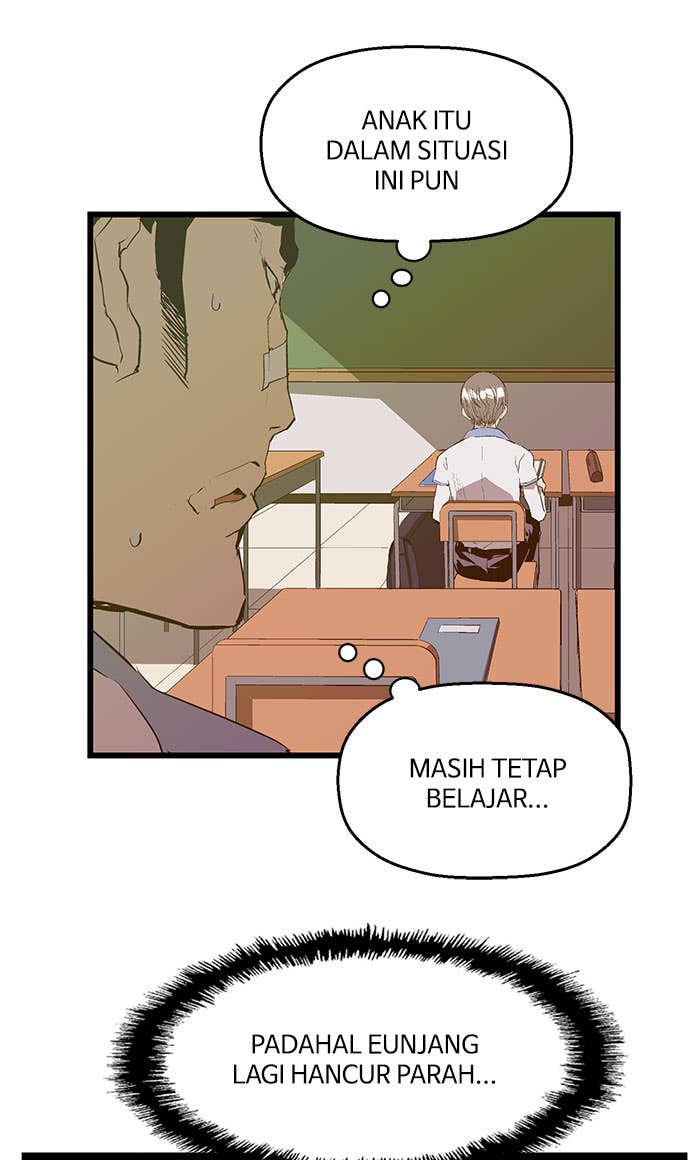 ANAK ITU
DALAM SITUASI
INI PUN
MASIH TETAP
BELAJAR...
PADAHAL EUNJANG
LAGI HANCUR PARAH...